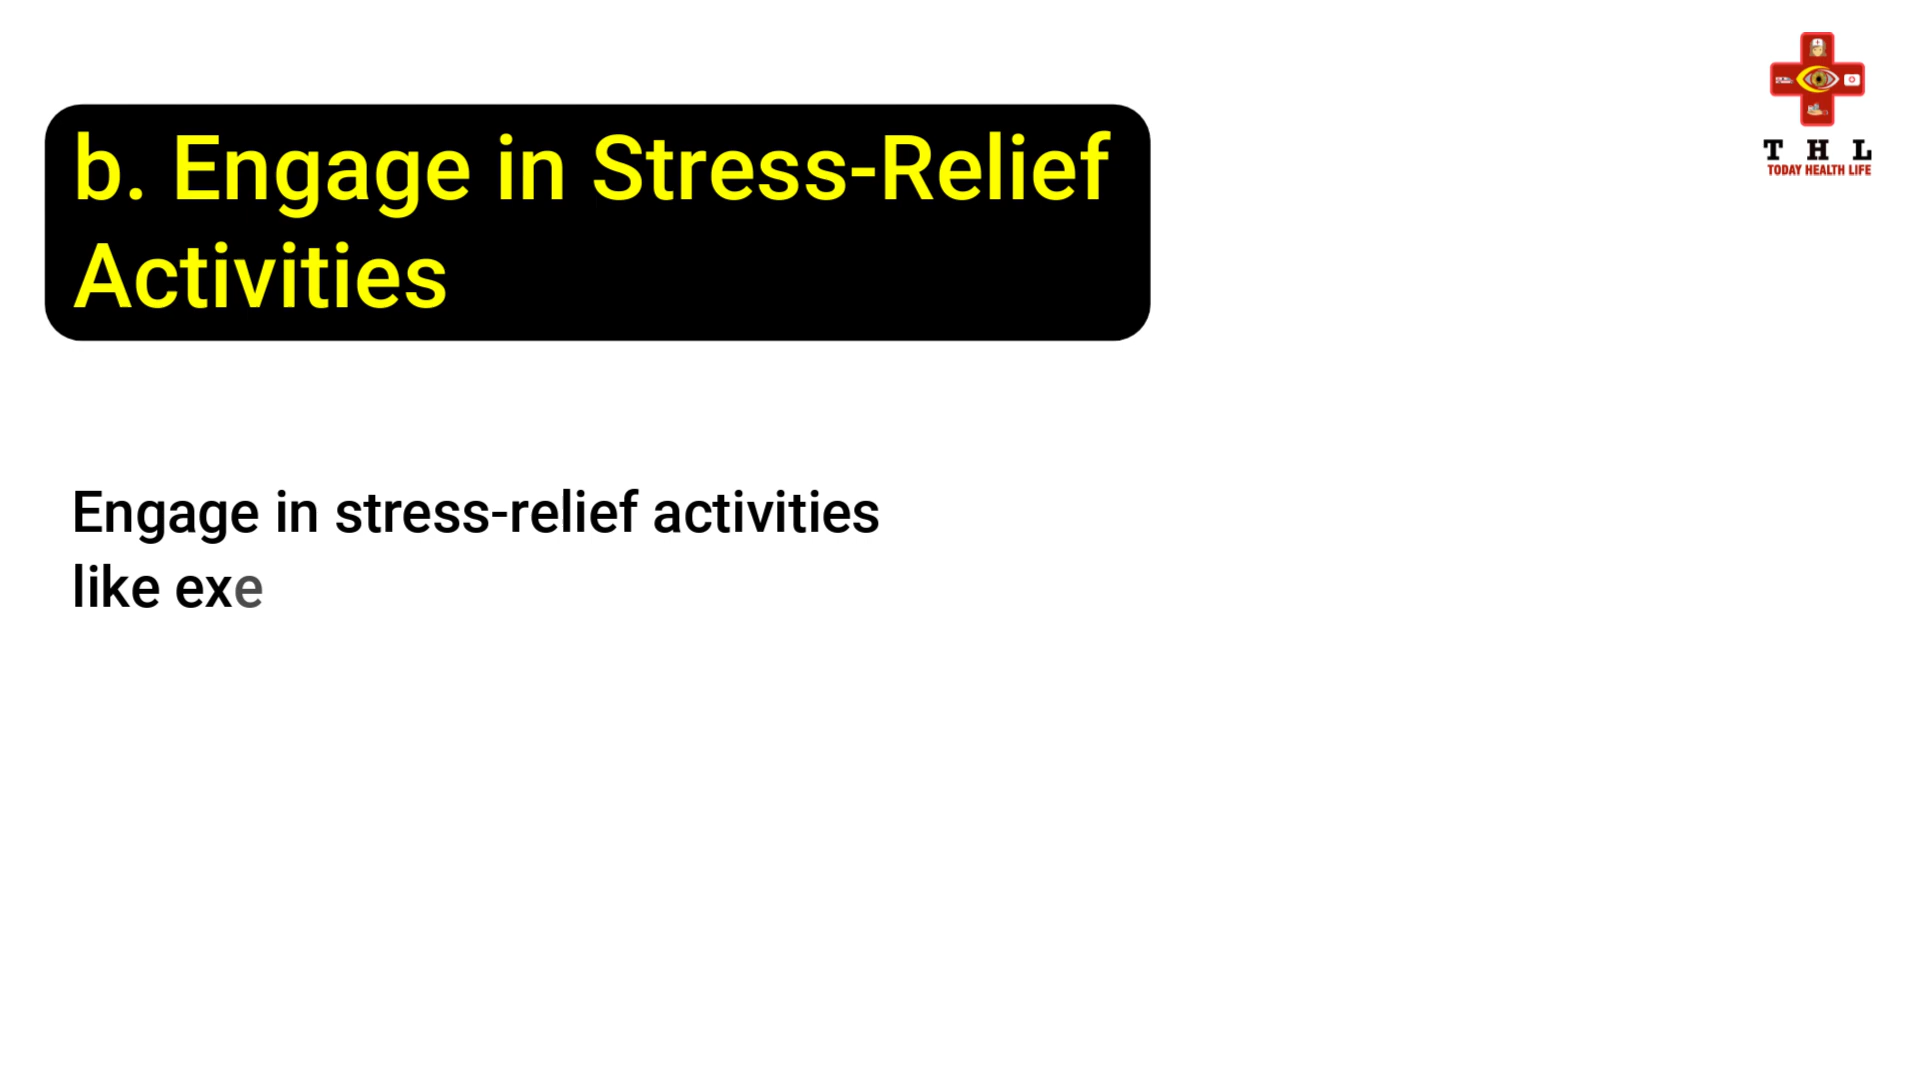 b. Engage in Stress-Relief
Activities
T H L
TODAY HEALTH LIFE
Engage in stress-relief activities
like exe